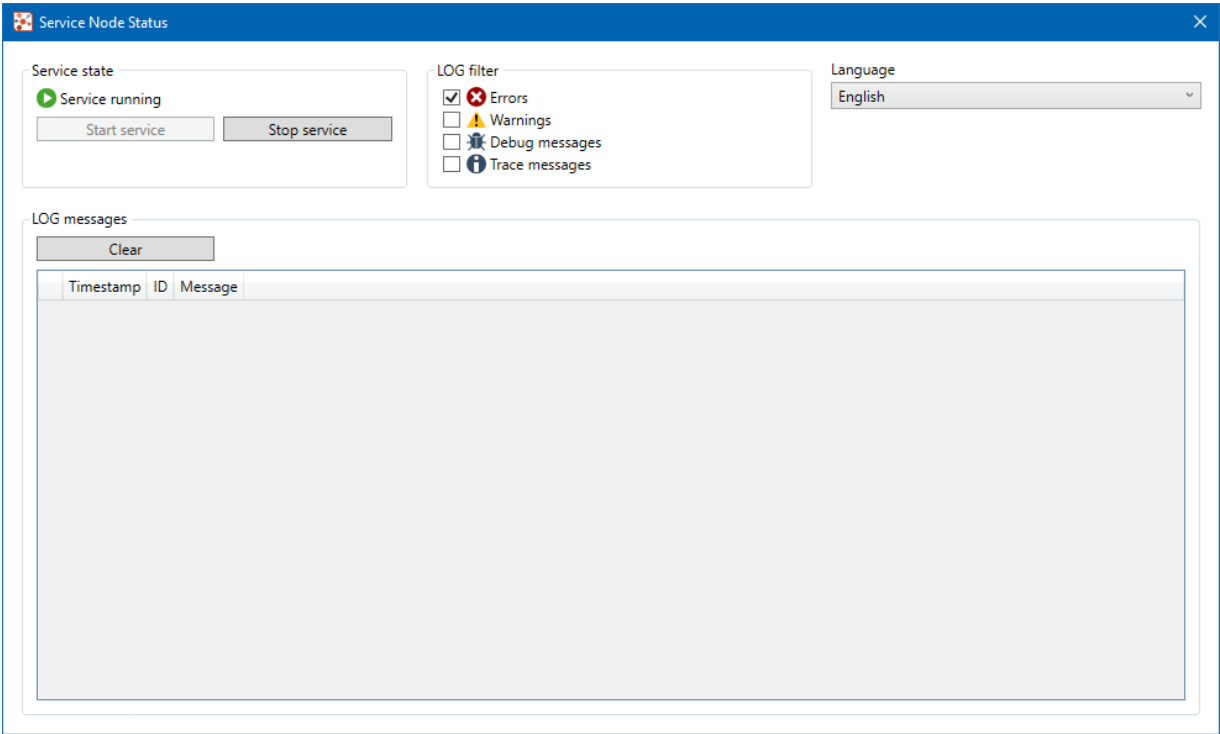 Service Node Status
Service state
Service running
Start service Stop service
LOG filter
Errors
Warnings
Debug messages
Trace messages
Language
English
LOG messages
Clear
Timestamp ID Message